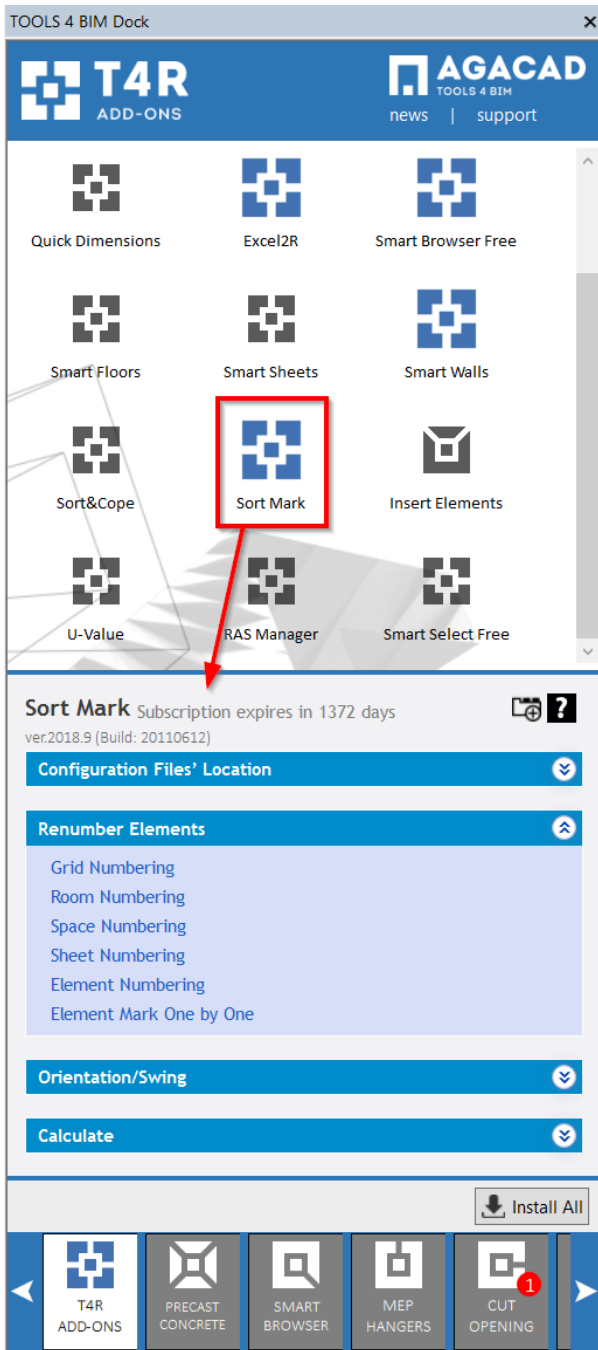 TOOLS 4 BIM Dock
T4R
ADD-ONS
AGACAD
TOOLS 4 BIM
news | support
Quick Dimensions
Excel2R
Smart Browser Free
Smart Floors
Smart Sheets
Smart Walls
Sort&Cope
Sort Mark
Insert Elements
U-Value
RAS Manager
Smart Select Free
Sort Mark Subscription expires in 1372 days
?
ver.2018.9 (Build: 20110612)
Configuration Files' Location
Renumber Elements
Grid Numbering
Room Numbering
Space Numbering
Sheet Numbering
Element Numbering
Element Mark One by One
Orientation/Swing
Calculate
Install All
T4R
ADD-ONS
PRECAST
CONCRETE
SMART
BROWSER
MEP
HANGERS
1
CUT
OPENING